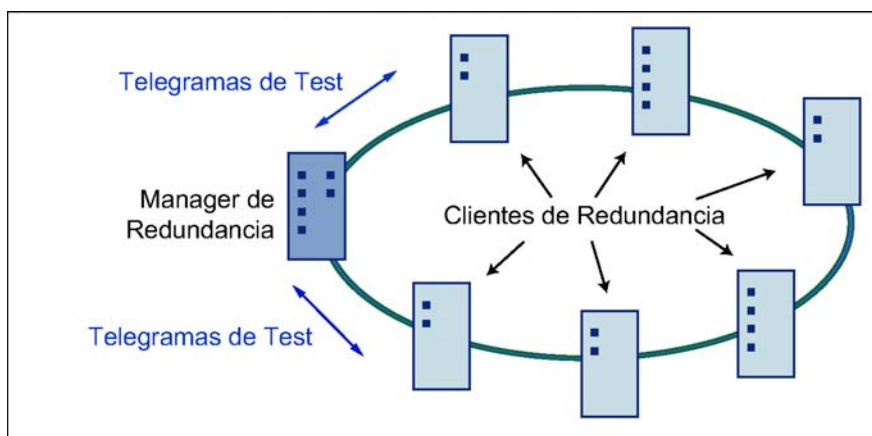 Telegramas de Test
Manager de
Redundancia
Clientes de Redundancia
Telegramas de Test